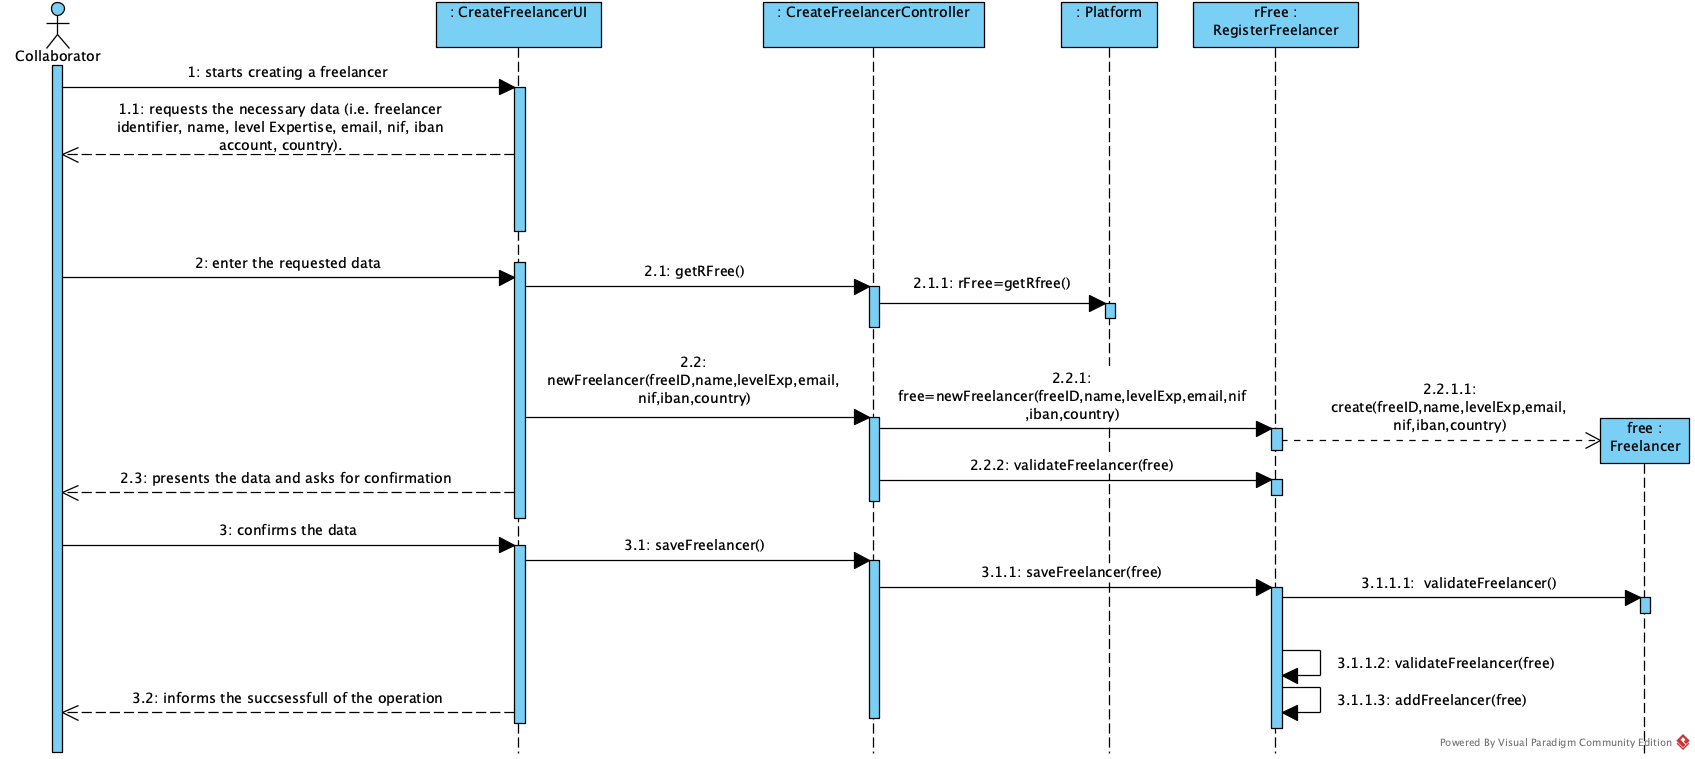 Collaborator
: CreateFreelancerUI
: CreateFreelancerController
: Platform
rFree :
RegisterFreelancer
1: starts creating a freelancer
1.1: requests the necessary data (i.e. freelancer
identifier, name, level Expertise, email, nif, iban
account, country).
2: enter the requested data
2.1: getRFree()
2.1.1: rFree=getRfree()
2.2:
newFreelancer(freeID,name,levelExp,email,
nif,iban,country)
2.2.1:
free=newFreelancer(freeID,name,levelExp,email,nif
,iban,country)
2.2.1.1:
create(freeID,name,levelExp,email,
nif,iban,country)
free :
Freelancer
2.2.2: validateFreelancer(free)
2.3: presents the data and asks for confirmation
3: confirms the data
3.1: saveFreelancer()
3.1.1: saveFreelancer(free)
3.1.1.1:  validateFreelancer()
3.1.1.2: validateFreelancer(free)
3.1.1.3: addFreelancer(free)
3.2: informs the succsessfull of the operation
Powered By Visual Paradigm Community Edition